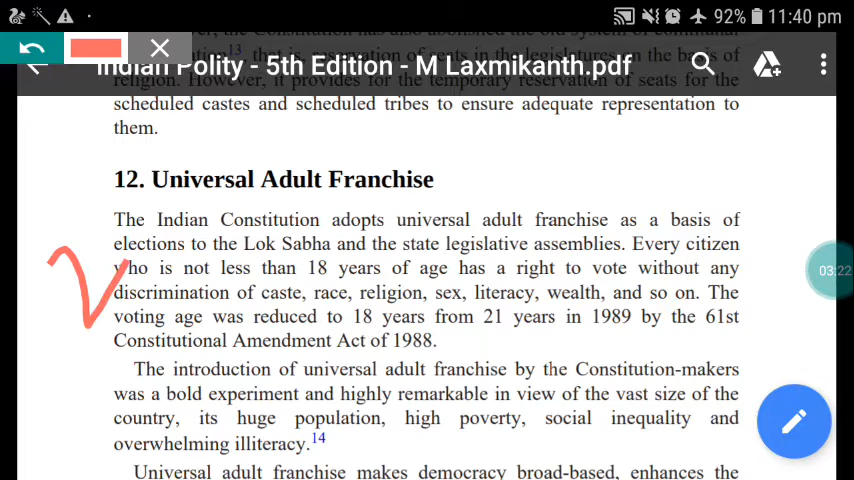 92% 11:40 pm
Indian Polity - 5th Edition - M Laxmikanth.pdf
religion. However, it provides for the temporary reservation of seats for the
scheduled castes and scheduled tribes to ensure adequate representation to
them.
12. Universal Adult Franchise
The Indian Constitution adopts universal adult franchise as a basis of
elections to the Lok Sabha and the state legislative assemblies. Every citizen
who is not less than 18 years of age has a right to vote without any
discrimination of caste, race, religion, sex, literacy, wealth, and so on. The
voting age was reduced to 18 years from 21 years in 1989 by the 61st
Constitutional Amendment Act of 1988.
The introduction of universal adult franchise by the Constitution-makers
was a bold experiment and highly remarkable in view of the vast size of the
country, its huge population, high poverty, social inequality and
overwhelming illiteracy.14
Universal adult franchise makes democracy broad-based, enhances the
03:22